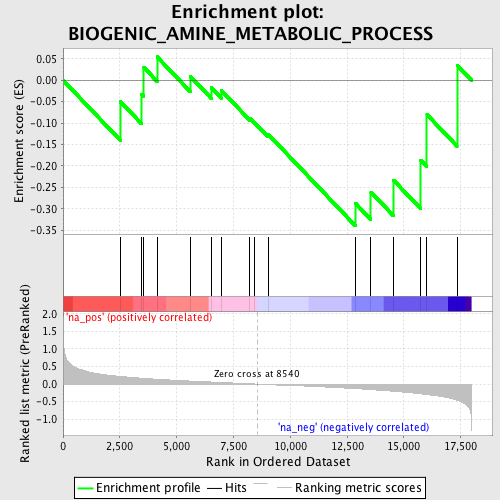 Enrichment plot:
BIOGENIC_AMINE_METABOLIC_PROCESS
Enrichment score (ES)
0.05
0.00
-0.05
-0.10
-0.15
-0.20
-0.25
-0.30
-0.35
'na_pos' (positively correlated)
Ranked list metric (PreRanked)
2.0
1.5
1.0
0.5
0.0
-0.5
-1.0
Zero cross at 8540
'na_neg' (negatively correlated)
0 2,500 5,000 7,500 10,000 12,500 15,000 17,500
Rank in Ordered Dataset
Enrichment profile Hits Ranking metric scores